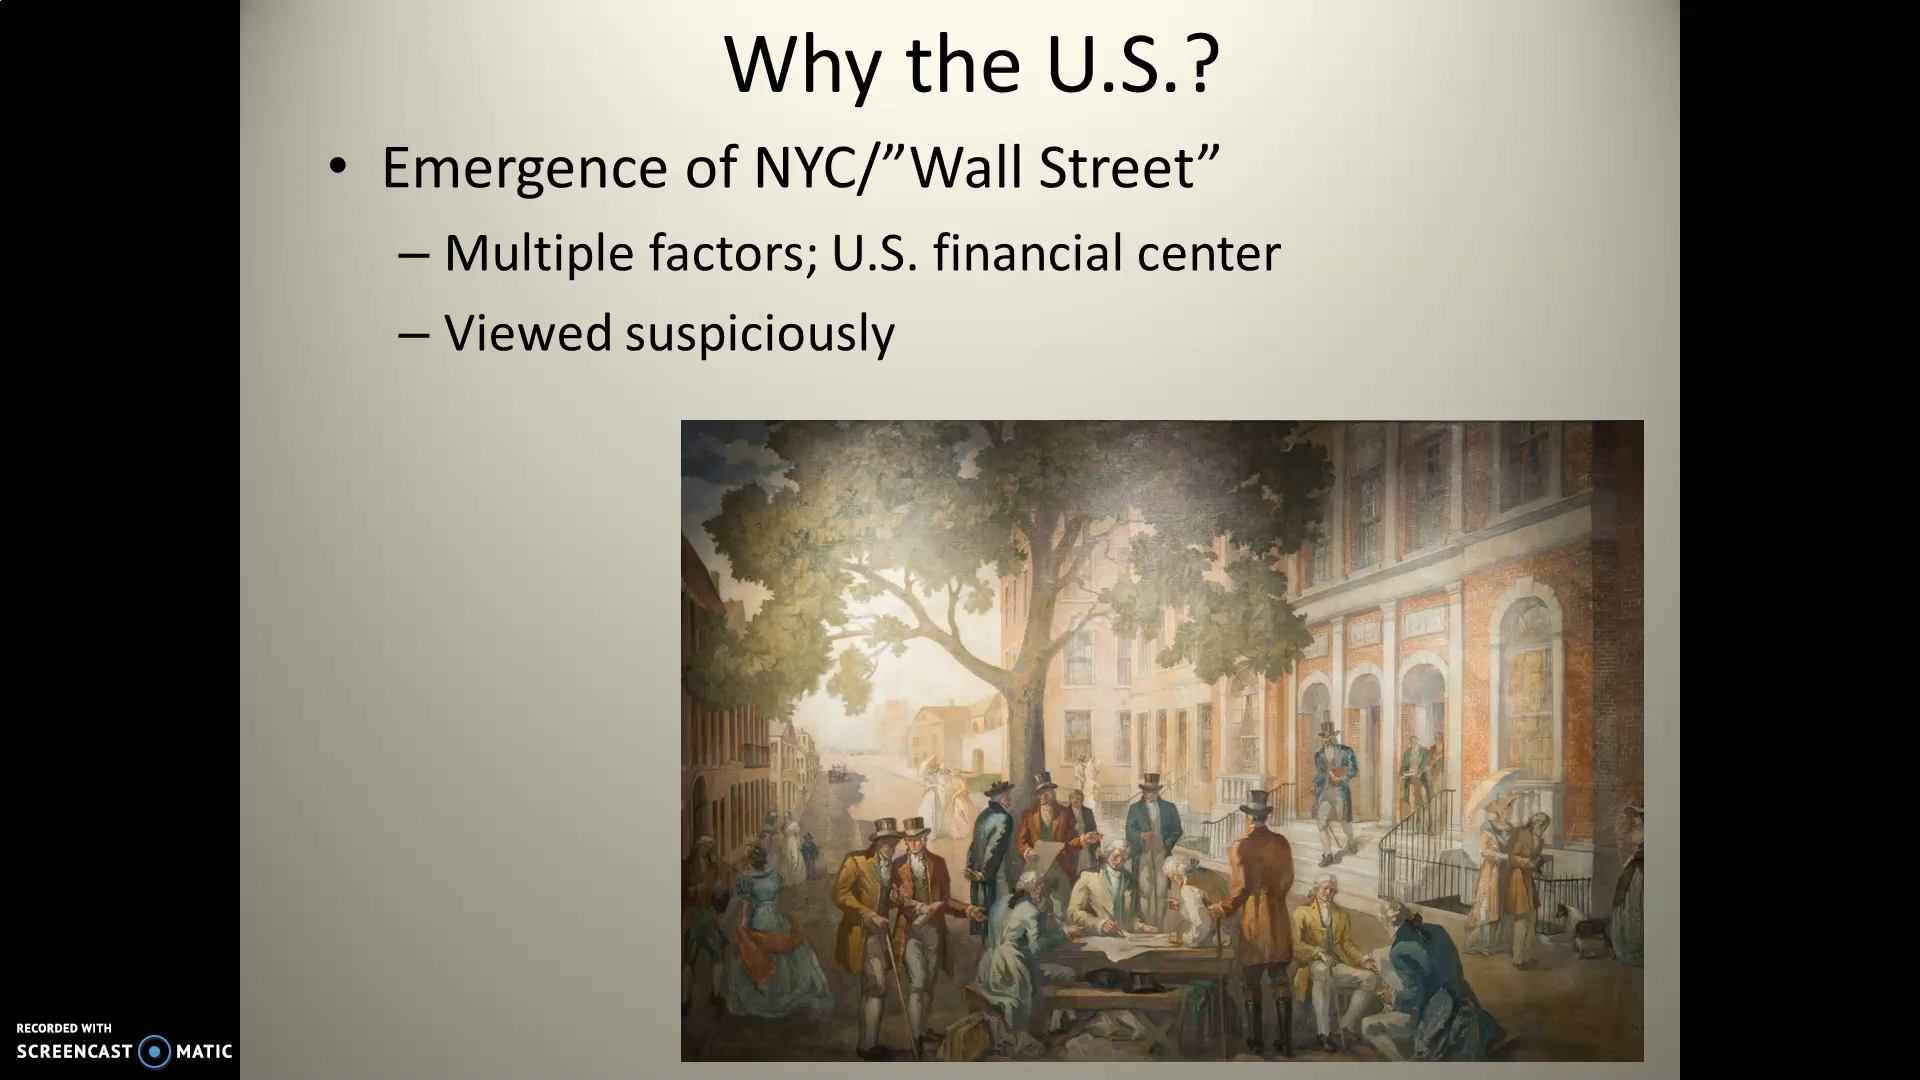 Why the U.S.?
• Emergence of NYC/”Wall Street”
– Multiple factors; U.S. financial center
– Viewed suspiciously
RECORDED WITH
SCREENCAST MATIC